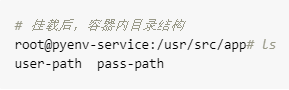 # 挂载后，容器内目录结构
root@pyenv-service:/usr/src/app# ls
user-path  pass-path